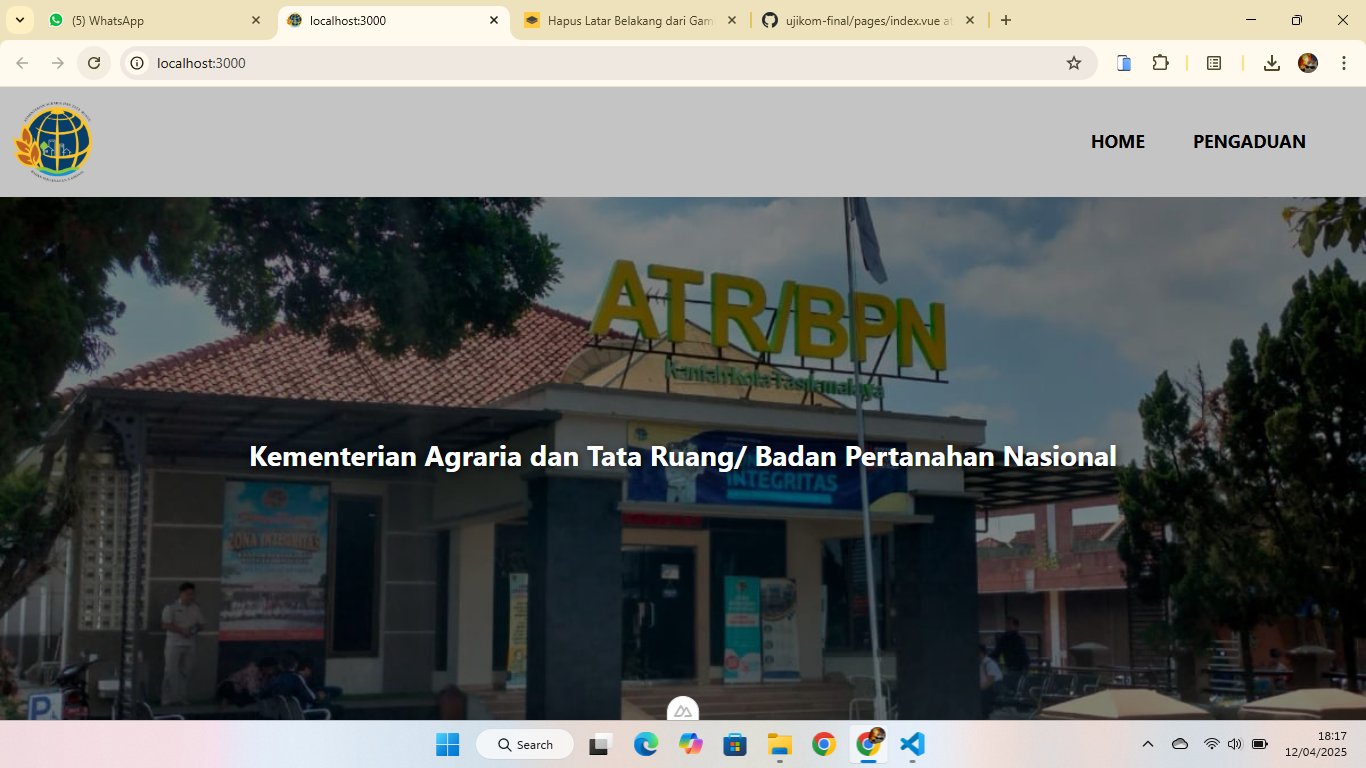 (5) WhatsApp
localhost:3000
Hapus Latar Belakang dari Gam
ujikom-final/pages/index.vue at
localhost:3000
HOME
PENGADUAN
ATR/BPN
Kantah Kota Tasikmalaya
Kementerian Agraria dan Tata Ruang/ Badan Pertanahan Nasional
INTEGRITAS
ZONA INTEGRITAS
P
Search
18:17
12/04/2025